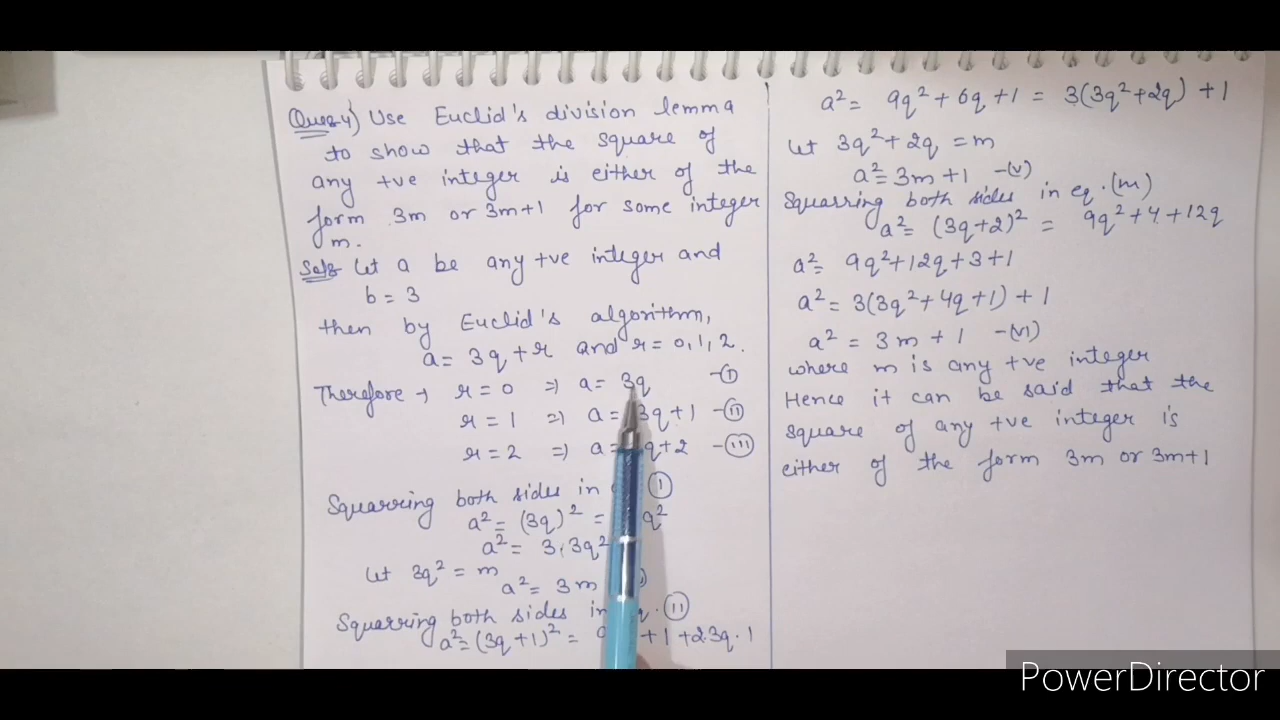 Ques 4) Use Euclid's division lemma
to show that the square of
any +ve integer is either of the
form 3m or 3m+1 for some integer
m.
Sol: Let a be any +ve integer and
b = 3
then by Euclid's algorithm,
a = 3q + r and r = 0,1,2.
Therefore → r = 0 ⇒ a = 3q -(I)
r = 1 ⇒ a = 3q+1 -(II)
r = 2 ⇒ a = q+2 -(III)
Squarring both sides in (I)
a² = (3q)² = q²
a² = 3.3q²
Let 3q² = m
a² = 3m
Squarring both sides in q. (II)
a² = (3q+1)² = +1 +2.3q.1
a² = 9q² + 6q + 1 = 3(3q² + 2q) + 1
Let 3q² + 2q = m
a² = 3m + 1 -(V)
Squarring both sides in eq. (III)
a² = (3q+2)² = 9q² + 4 + 12q
a² = 9q² + 12q + 3 + 1
a² = 3(3q² + 4q + 1) + 1
a² = 3m + 1 -(VI)
where m is any +ve integer
Hence it can be said that the
square of any +ve integer is
either of the form 3m or 3m+1
PowerDirector